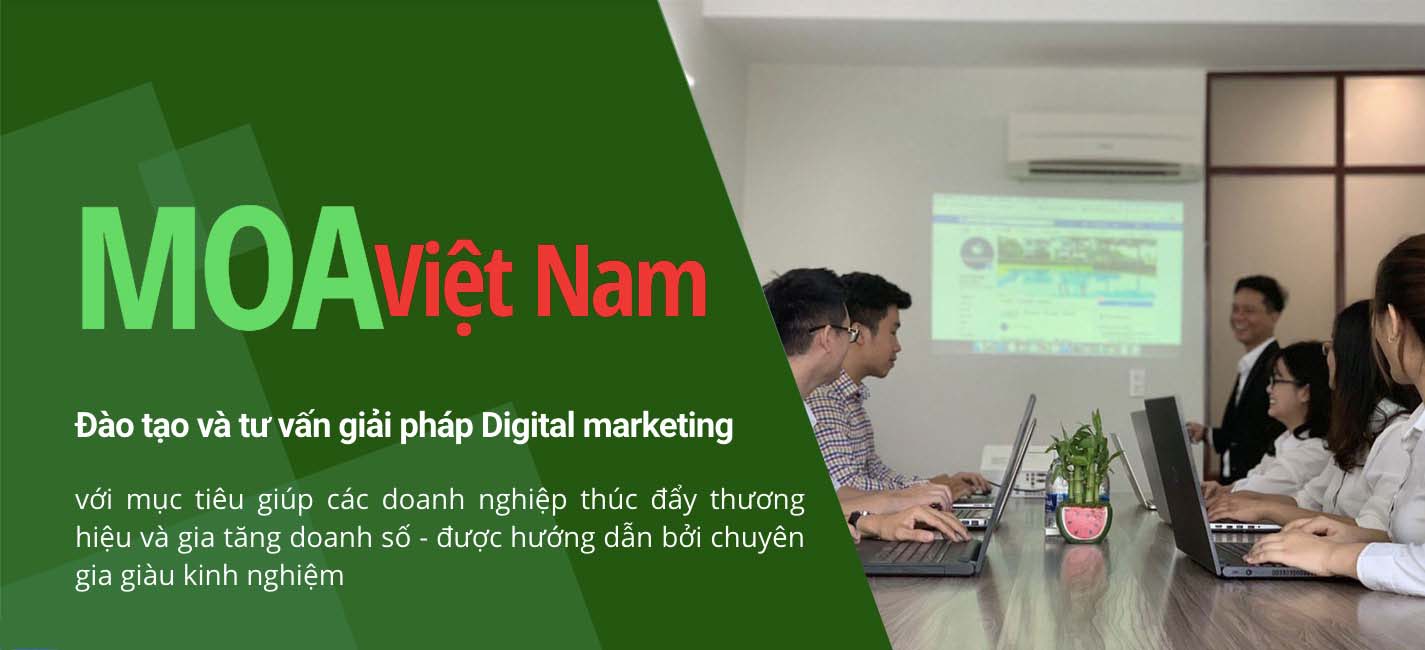 MOA Việt Nam
Đào tạo và tư vấn giải pháp Digital marketing
với mục tiêu giúp các doanh nghiệp thúc đẩy thương
hiệu và gia tăng doanh số - được hướng dẫn bởi chuyên
gia giàu kinh nghiệm